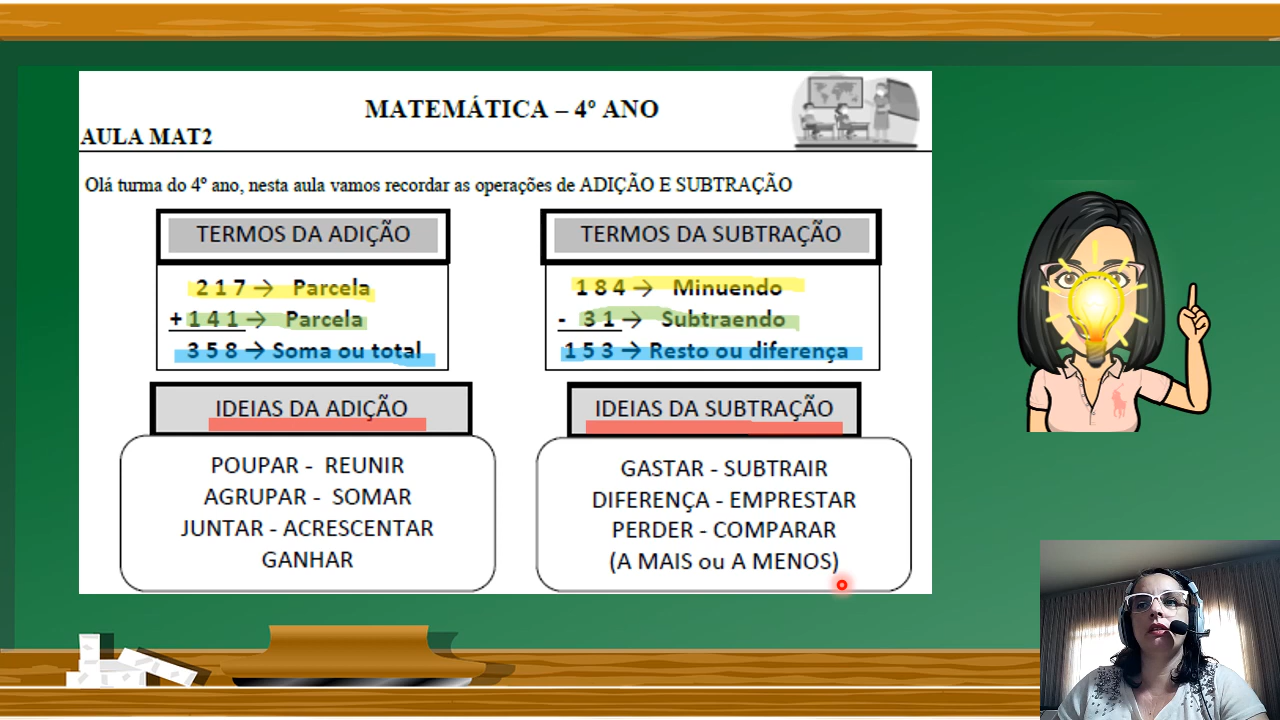 MATEMÁTICA – 4º ANO
AULA MAT2
Olá turma do 4º ano, nesta aula vamos recordar as operações de ADIÇÃO E SUBTRAÇÃO
TERMOS DA ADIÇÃO
2 1 7 → Parcela
+ 1 4 1 → Parcela
3 5 8 → Soma ou total
TERMOS DA SUBTRAÇÃO
1 8 4 → Minuendo
- 3 1 → Subtraendo
1 5 3 → Resto ou diferença
IDEIAS DA ADIÇÃO
POUPAR - REUNIR
AGRUPAR - SOMAR
JUNTAR - ACRESCENTAR
GANHAR
IDEIAS DA SUBTRAÇÃO
GASTAR - SUBTRAIR
DIFERENÇA - EMPRESTAR
PERDER - COMPARAR
(A MAIS ou A MENOS)